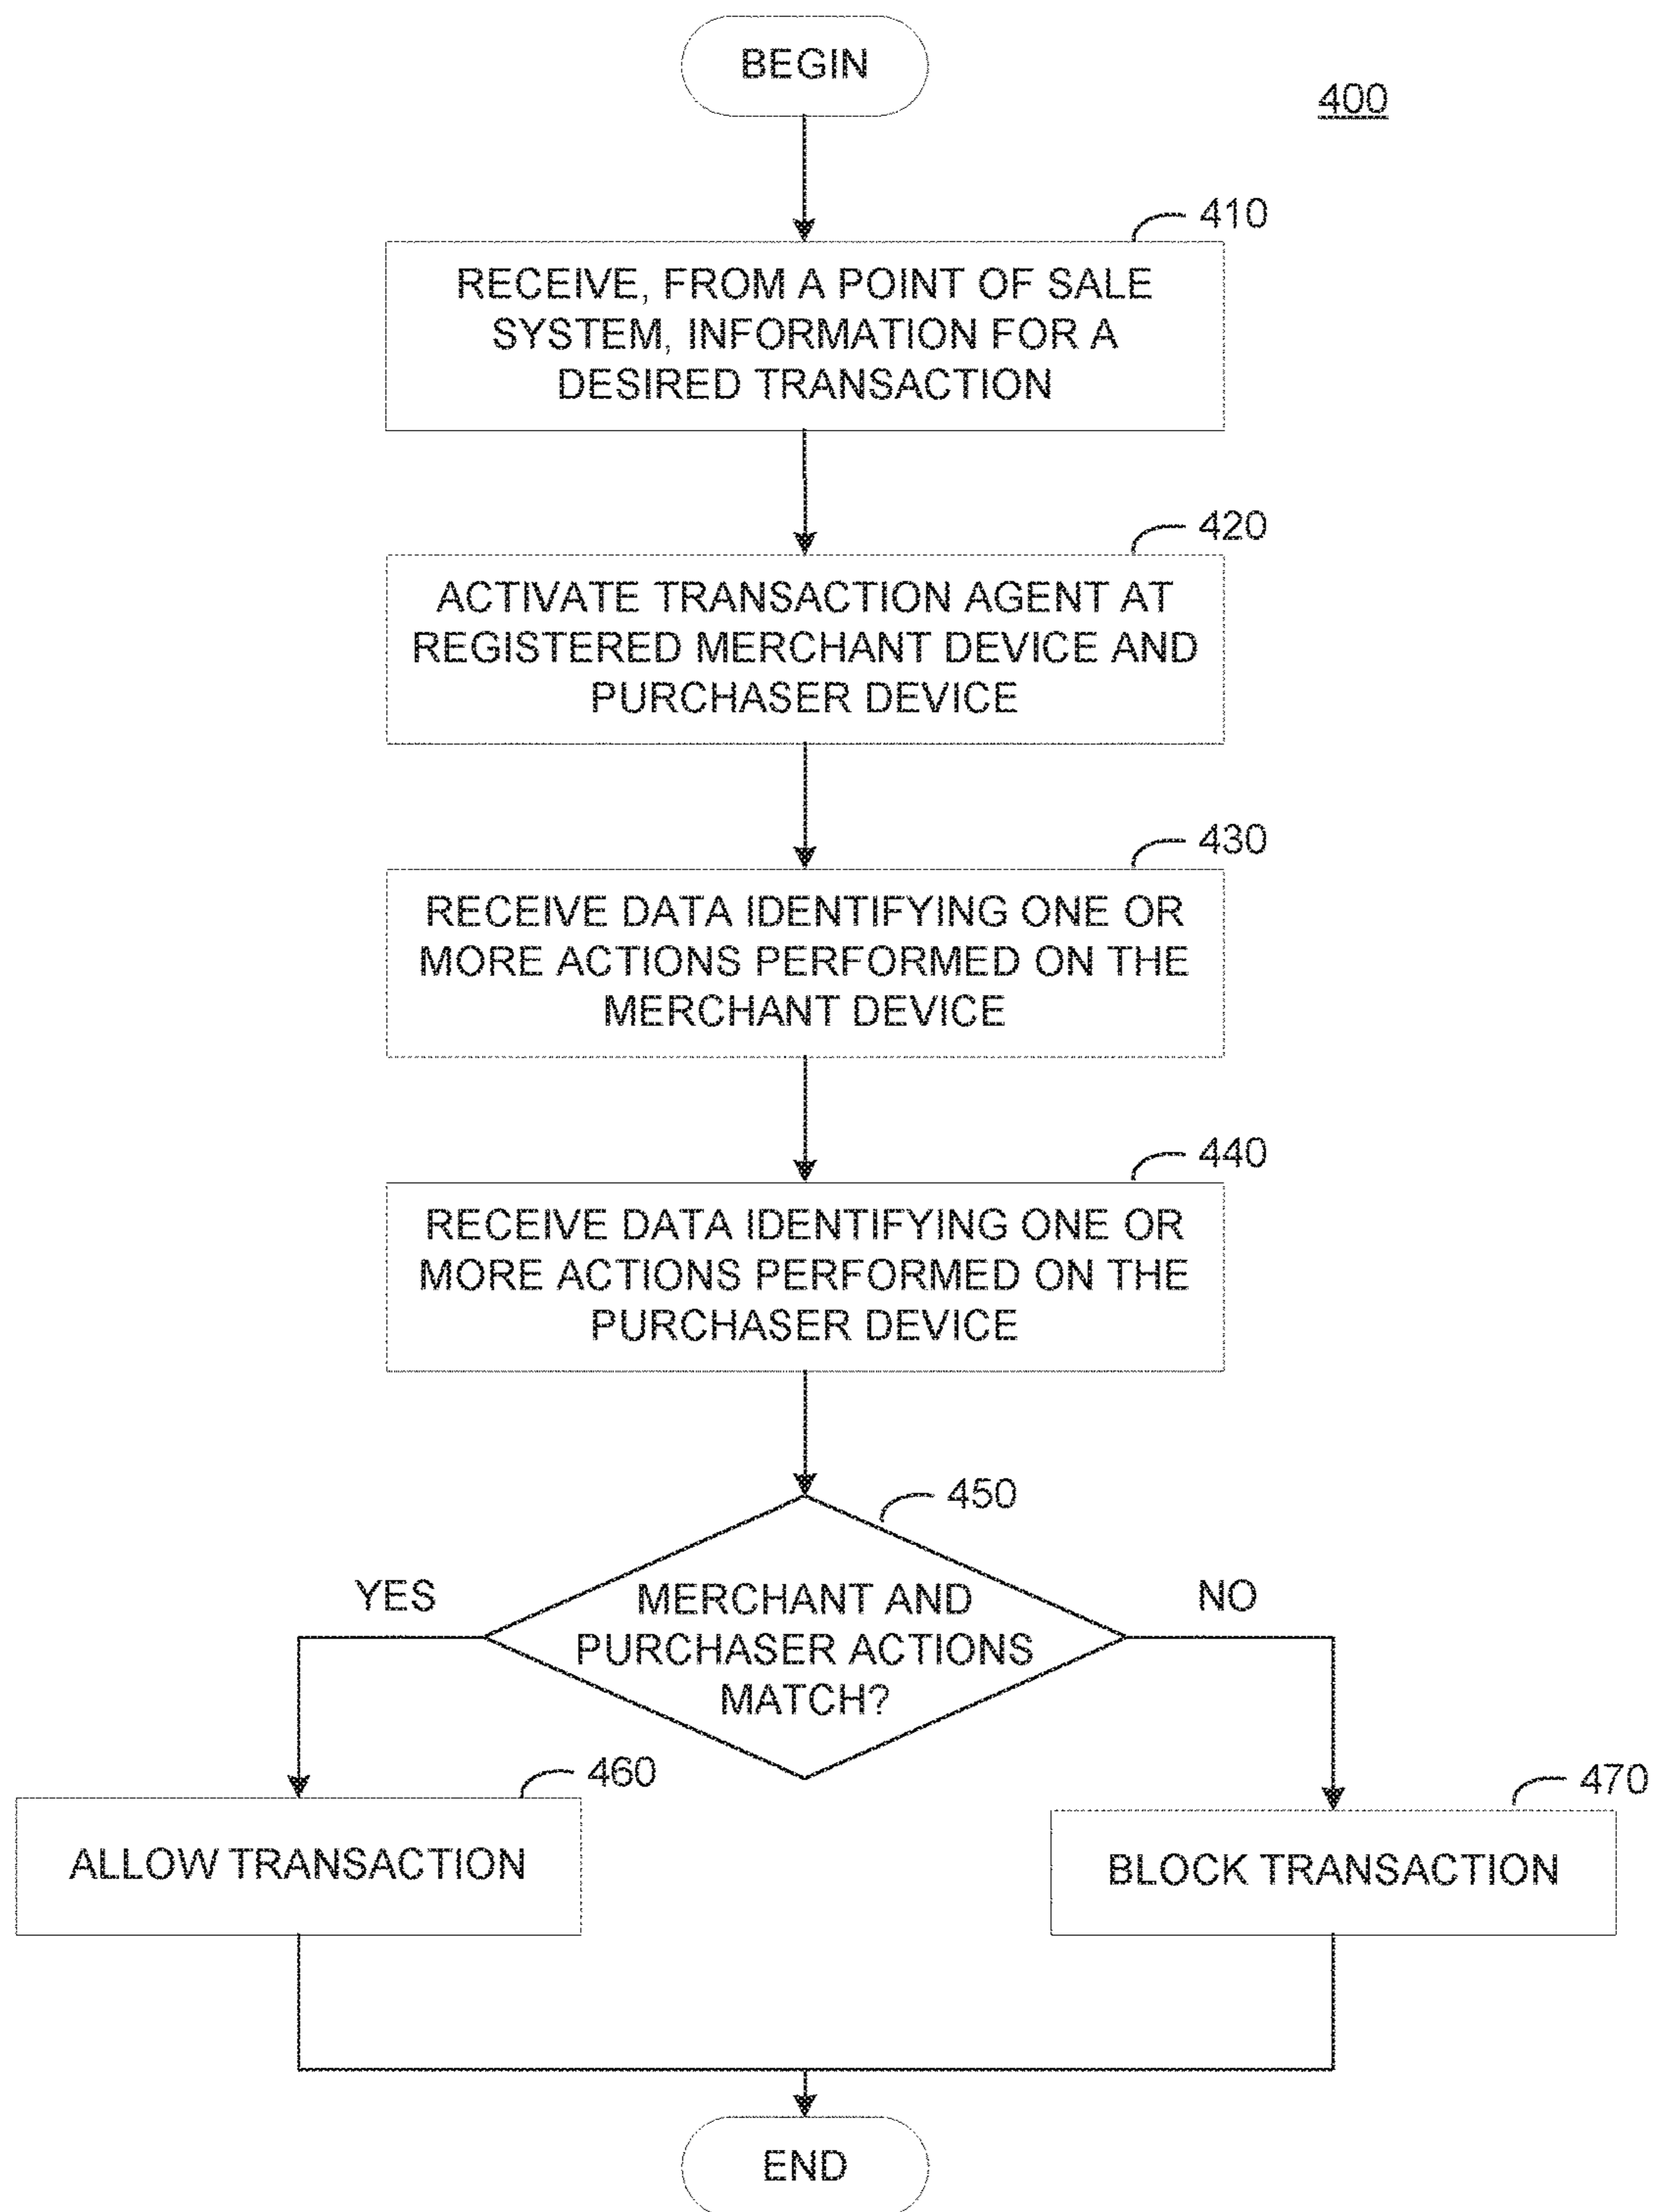 BEGIN
400
410
RECEIVE, FROM A POINT OF SALE
SYSTEM, INFORMATION FOR A
DESIRED TRANSACTION
420
ACTIVATE TRANSACTION AGENT AT
REGISTERED MERCHANT DEVICE AND
PURCHASER DEVICE
430
RECEIVE DATA IDENTIFYING ONE OR
MORE ACTIONS PERFORMED ON THE
MERCHANT DEVICE
440
RECEIVE DATA IDENTIFYING ONE OR
MORE ACTIONS PERFORMED ON THE
PURCHASER DEVICE
450
YES
MERCHANT AND
PURCHASER ACTIONS
MATCH?
NO
460
ALLOW TRANSACTION
470
BLOCK TRANSACTION
END